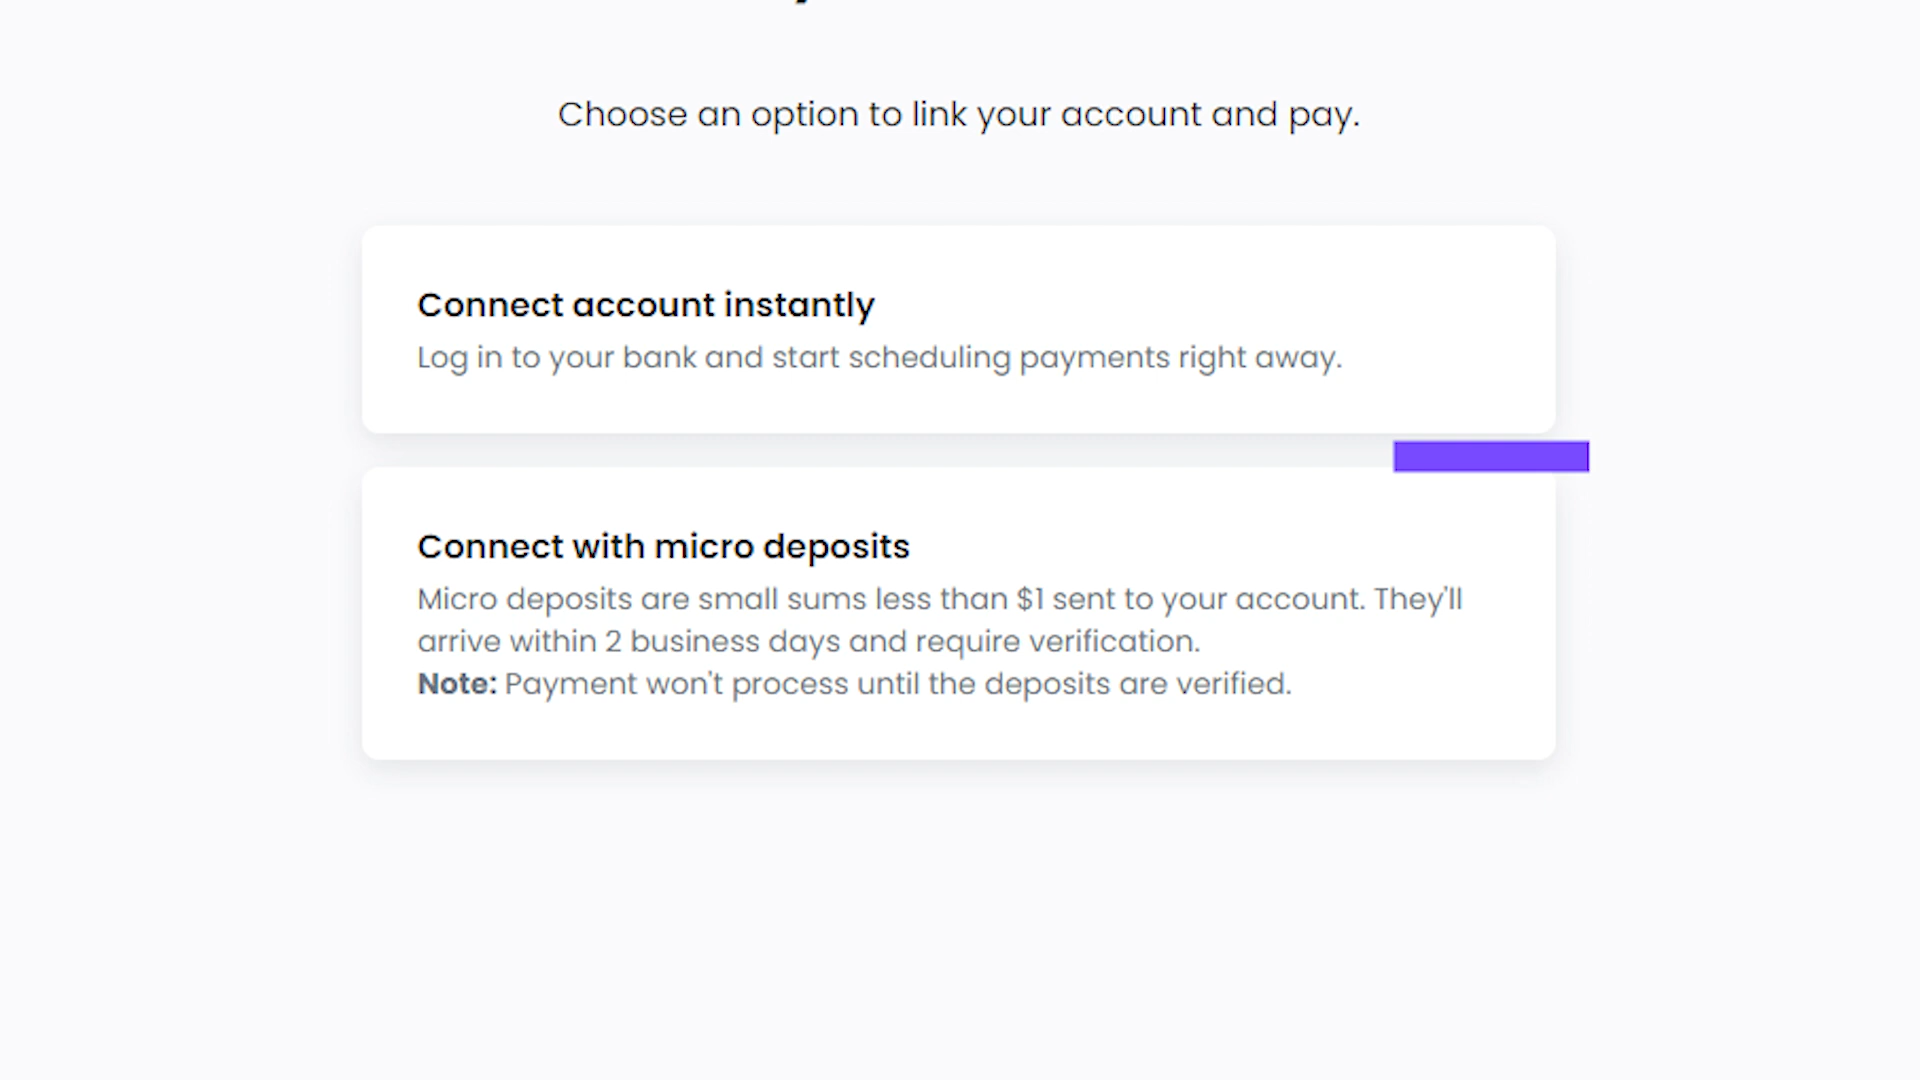 Choose an option to link your account and pay.
Connect account instantly
Log in to your bank and start scheduling payments right away.
Connect with micro deposits
Micro deposits are small sums less than $1 sent to your account. They'll
arrive within 2 business days and require verification.
Note: Payment won't process until the deposits are verified.